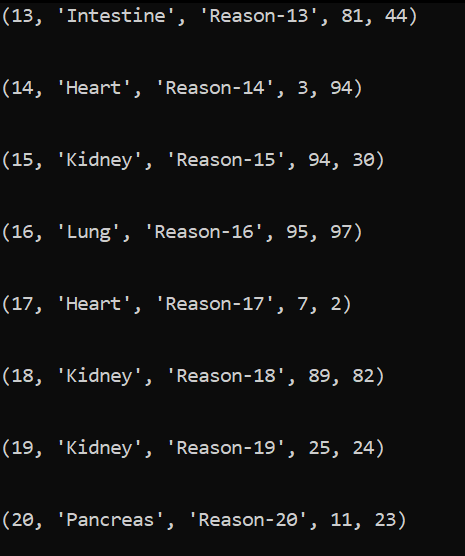 (13, 'Intestine', 'Reason-13', 81, 44)
(14, 'Heart', 'Reason-14', 3, 94)
(15, 'Kidney', 'Reason-15', 94, 30)
(16, 'Lung', 'Reason-16', 95, 97)
(17, 'Heart', 'Reason-17', 7, 2)
(18, 'Kidney', 'Reason-18', 89, 82)
(19, 'Kidney', 'Reason-19', 25, 24)
(20, 'Pancreas', 'Reason-20', 11, 23)